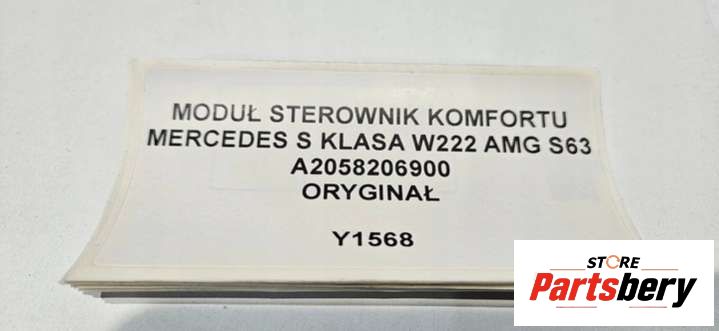 MODUŁ STEROWNIK KOMFORTU
MERCEDES S KLASA W222 AMG S63
A2058206900
ORYGINAŁ
Y1568
STORE
Partsbery